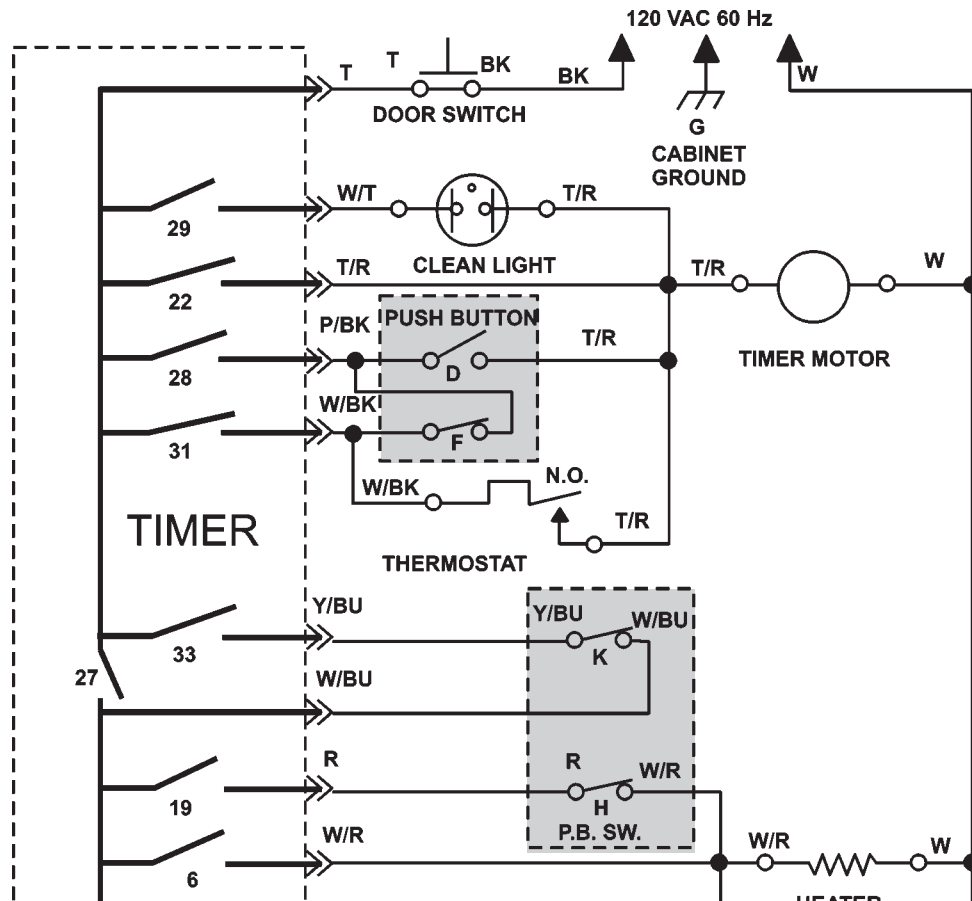 120 VAC 60 Hz
T
T
BK
BK
W
DOOR SWITCH
G
CABINET
GROUND
W/T
T/R
29
CLEAN LIGHT
T/R
T/R
W
22
P/BK
PUSH BUTTON
T/R
TIMER MOTOR
28
D
W/BK
31
F
W/BK
N.O.
T/R
TIMER
THERMOSTAT
Y/BU
Y/BU
W/BU
33
K
27
W/BU
R
R
W/R
19
H
P.B. SW.
W/R
W/R
W
6
HEATER